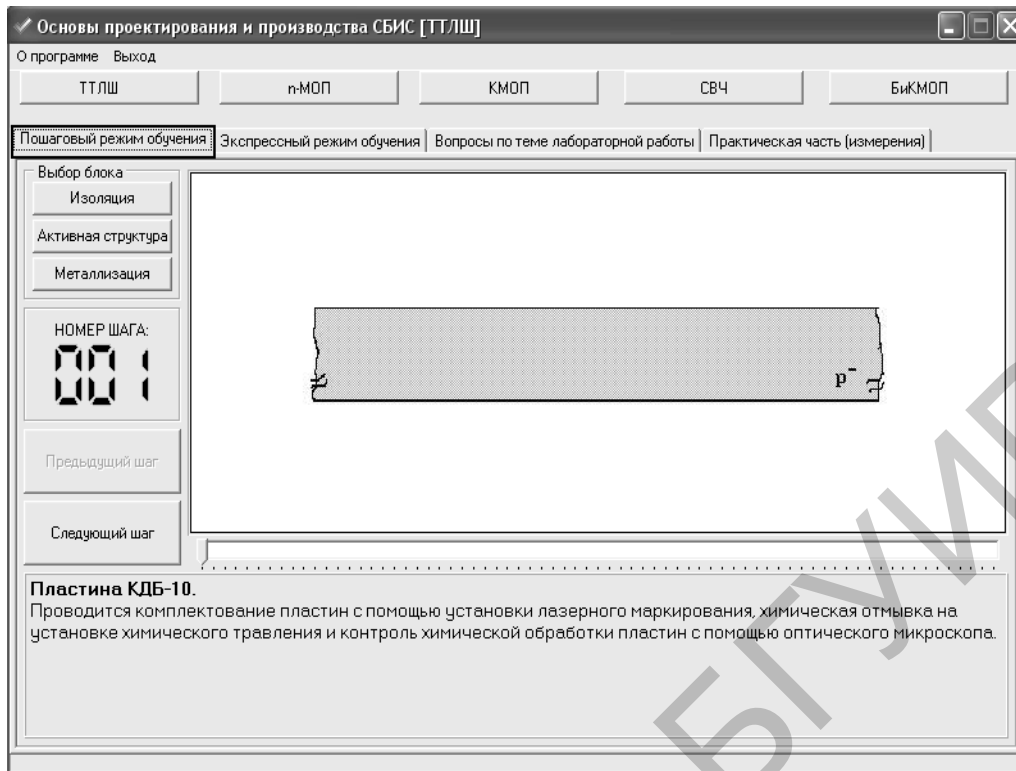 Основы проектирования и производства СБИС [ТТЛШ]
О программе Выход
ТТЛШ n-МОП КМОП СВЧ БиКМОП
Пошаговый режим обучения Экспрессный режим обучения Вопросы по теме лабораторной работы Практическая часть (измерения)
Выбор блока
Изоляция
Активная структура
Металлизация
НОМЕР ШАГА:
001
p⁻
Предыдущий шаг
Следующий шаг
Пластина КДБ-10.
Проводится комплектование пластин с помощью установки лазерного маркирования, химическая отмывка на
установке химического травления и контроль химической обработки пластин с помощью оптического микроскопа.
БГУИР